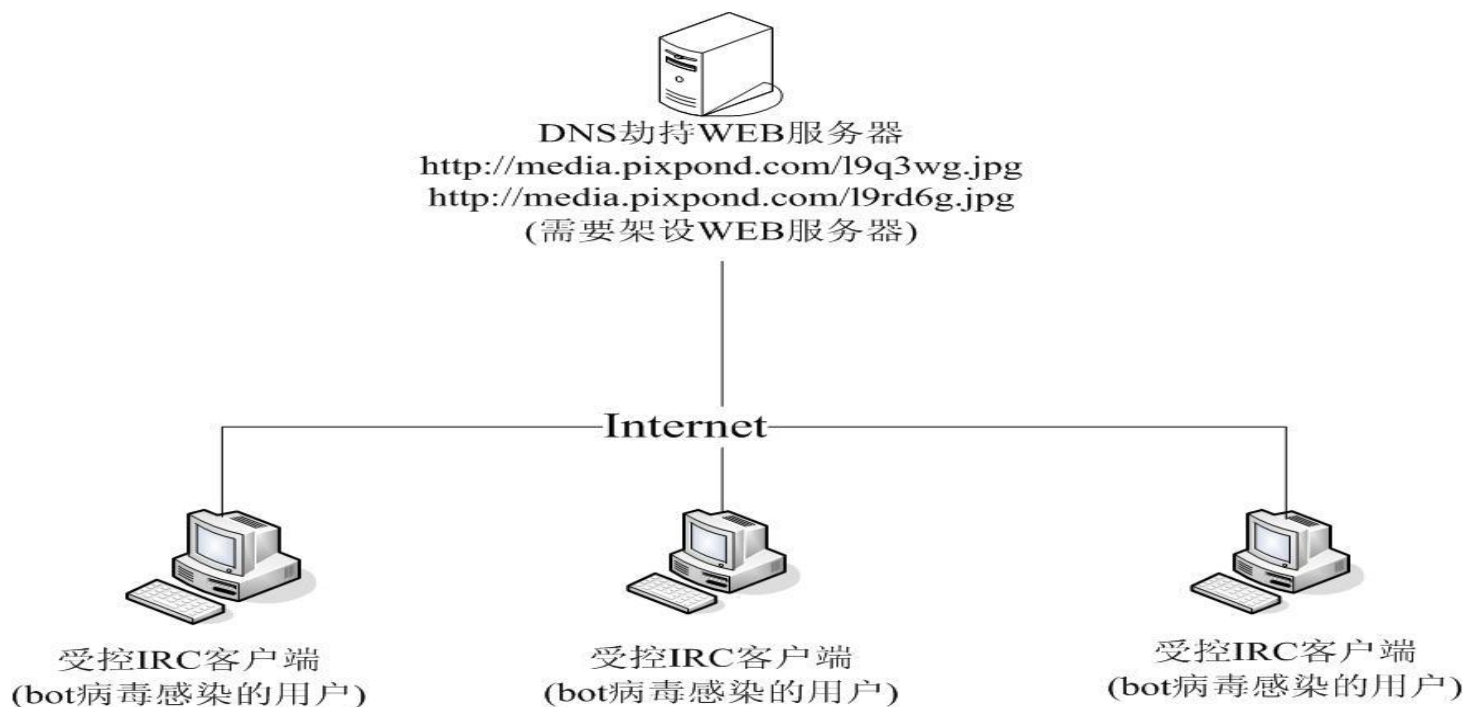 DNS劫持WEB服务器
http://media.pixpond.com/l9q3wg.jpg
http://media.pixpond.com/l9rd6g.jpg
(需要架设WEB服务器)
Internet
受控IRC客户端
(bot病毒感染的用户)
受控IRC客户端
(bot病毒感染的用户)
受控IRC客户端
(bot病毒感染的用户)